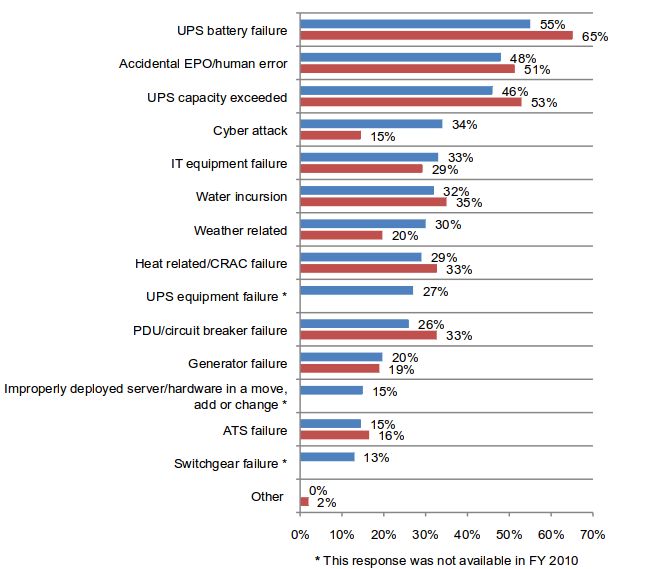 UPS battery failure
55%
65%
Accidental EPO/human error
48%
51%
UPS capacity exceeded
46%
53%
Cyber attack
34%
15%
IT equipment failure
33%
29%
Water incursion
32%
35%
Weather related
30%
20%
Heat related/CRAC failure
29%
33%
UPS equipment failure *
27%
PDU/circuit breaker failure
26%
33%
Generator failure
20%
19%
Improperly deployed server/hardware in a move,
add or change *
15%
ATS failure
15%
16%
Switchgear failure *
13%
Other
0%
2%
0% 10% 20% 30% 40% 50% 60% 70%
* This response was not available in FY 2010